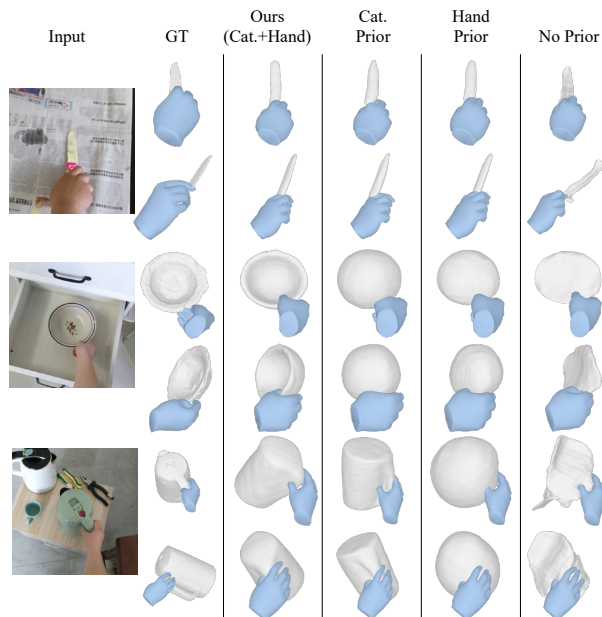 Input
GT
Ours
(Cat.+Hand)
Cat.
Prior
Hand
Prior
No Prior